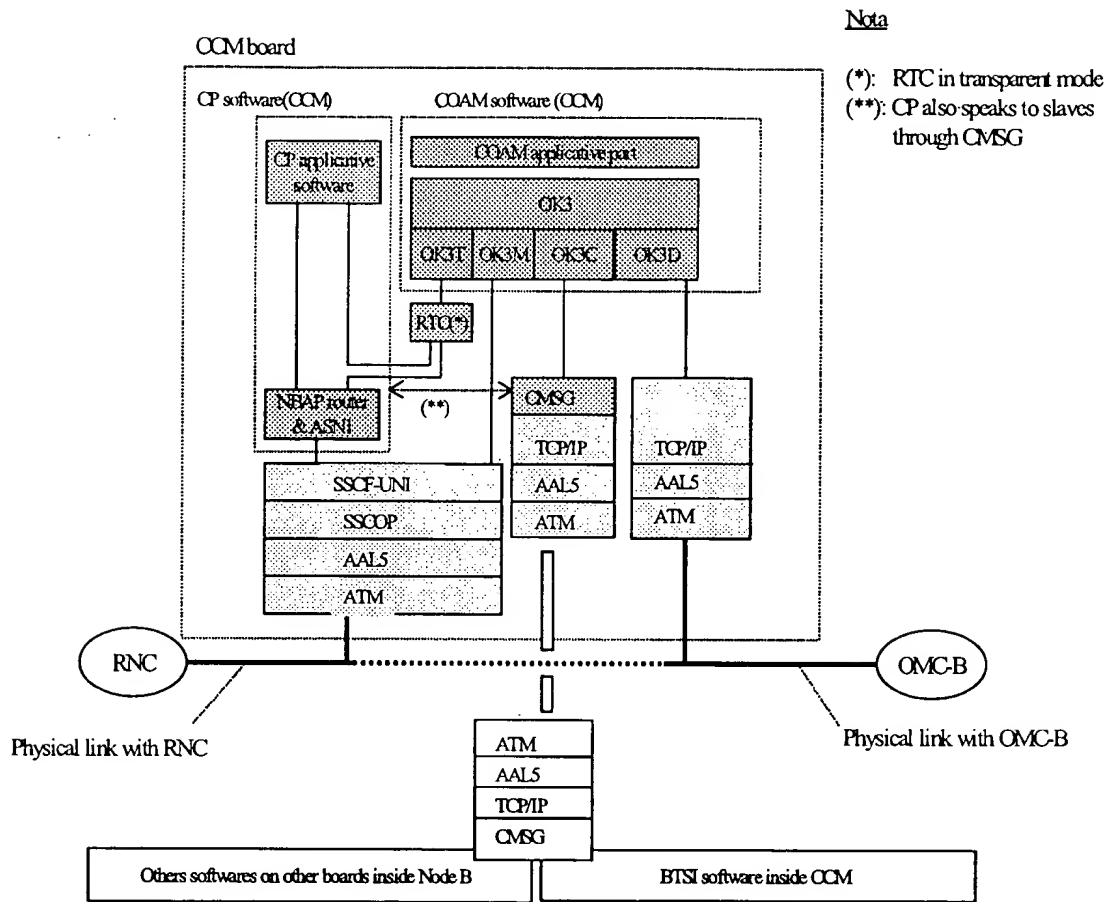 Nota
CCM board
(*): RTC in transparent mode
(**): CP also speaks to slaves
through CMSG
CP software(CCM)
COAM software (CCM)
CP applicative
software
COAM applicative part
OK3
OK3T
OK3M
OK3C
OK3D
RTC(*)
(**)
NBAP router
& ASN1
CMSG
TCP/IP
AAL5
ATM
TCP/IP
AAL5
ATM
SSCF-UNI
SSCOP
AAL5
ATM
RNC
OMC-B
Physical link with RNC
Physical link with OMC-B
ATM
AAL5
TCP/IP
CMSG
Others softwares on other boards inside Node B
BTSI software inside CCM